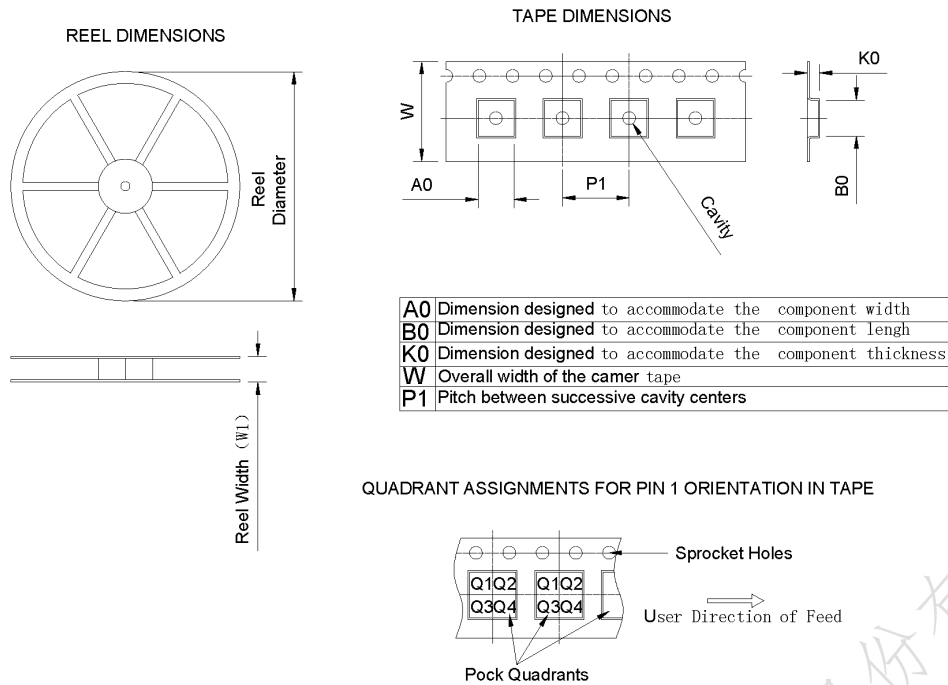 REEL DIMENSIONS
TAPE DIMENSIONS
Reel
Diameter
Reel Width (W1)
W
A0
P1
Cavity
K0
B0
A0 Dimension designed to accommodate the component width
B0 Dimension designed to accommodate the component lengh
K0 Dimension designed to accommodate the component thickness
W Overall width of the camer tape
P1 Pitch between successive cavity centers
QUADRANT ASSIGNMENTS FOR PIN 1 ORIENTATION IN TAPE
Sprocket Holes
Q1Q2 Q1Q2
Q3Q4 Q3Q4
User Direction of Feed
Pock Quadrants
份有